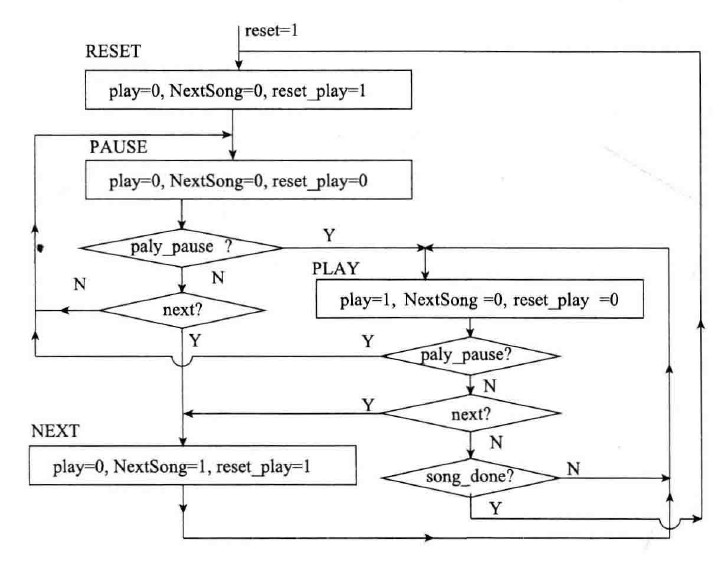 reset=1
RESET
play=0, NextSong=0, reset_play=1
PAUSE
play=0, NextSong=0, reset_play=0
paly_pause ?
Y
N
PLAY
N
next?
play=1, NextSong =0, reset_play =0
Y
Y
paly_pause?
N
Y
next?
NEXT
N
play=0, NextSong=1, reset_play=1
song_done?
N
Y